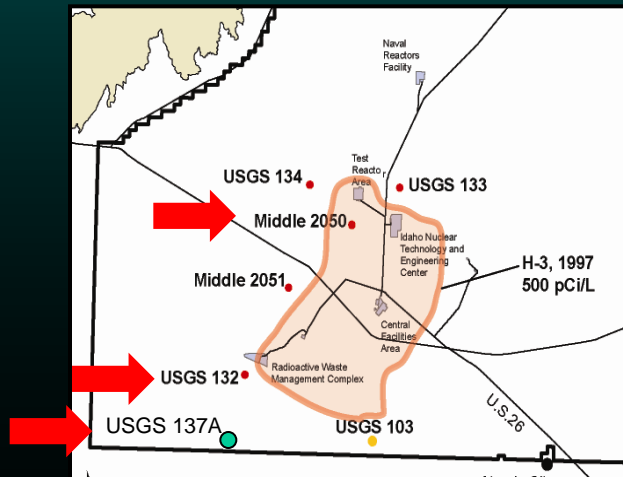 Naval
Reactors
Facility
Test
Reactor
Area
USGS 134
USGS 133
Middle 2050
Idaho Nuclear
Technology and
Engineering
Center
H-3, 1997
500 pCi/L
Middle 2051
Central
Facilities
Area
Radioactive Waste
Management Complex
USGS 132
U.S.26
USGS 137A
USGS 103